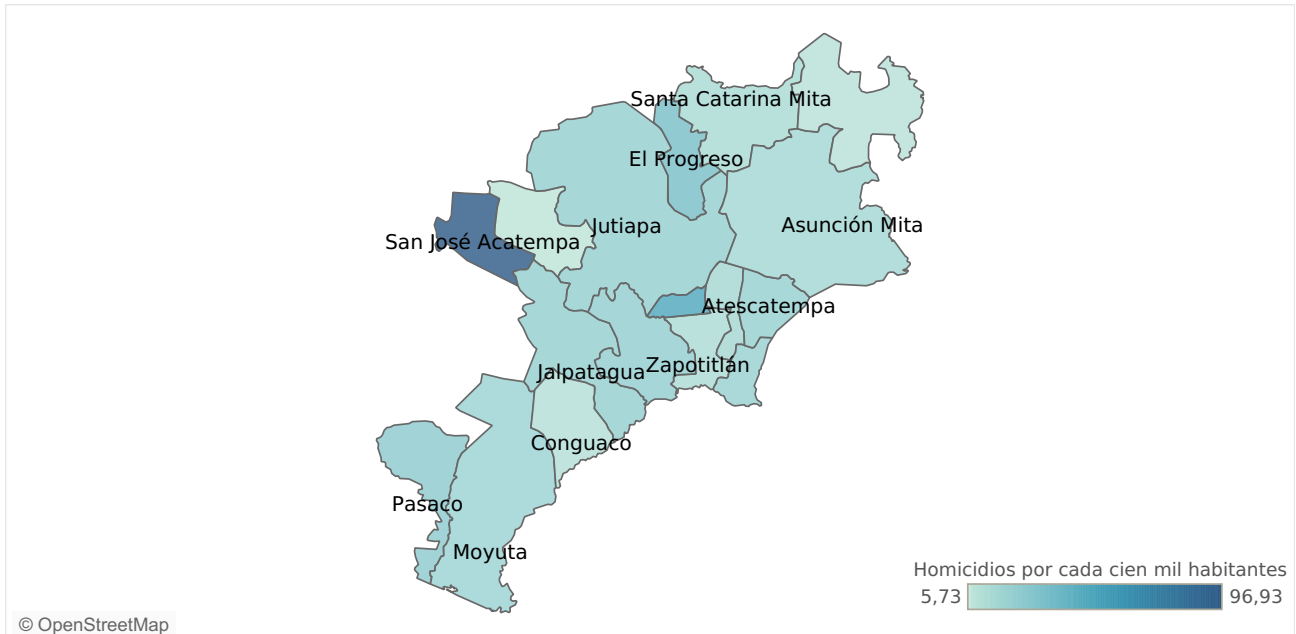 Santa Catarina Mita
El Progreso
Jutiapa
Asunción Mita
San José Acatempa
Atescatempa
Zapotitlán
Jalpatagua
Conguaco
Pasaco
Moyuta
Homicidios por cada cien mil habitantes
5,73 96,93
© OpenStreetMap